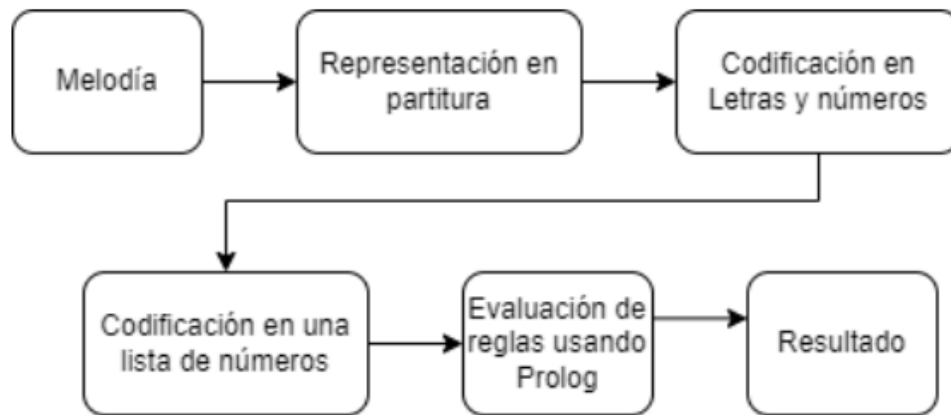 Melodía
Representación en
partitura
Codificación en
Letras y números
Codificación en una
lista de números
Evaluación de
reglas usando
Prolog
Resultado